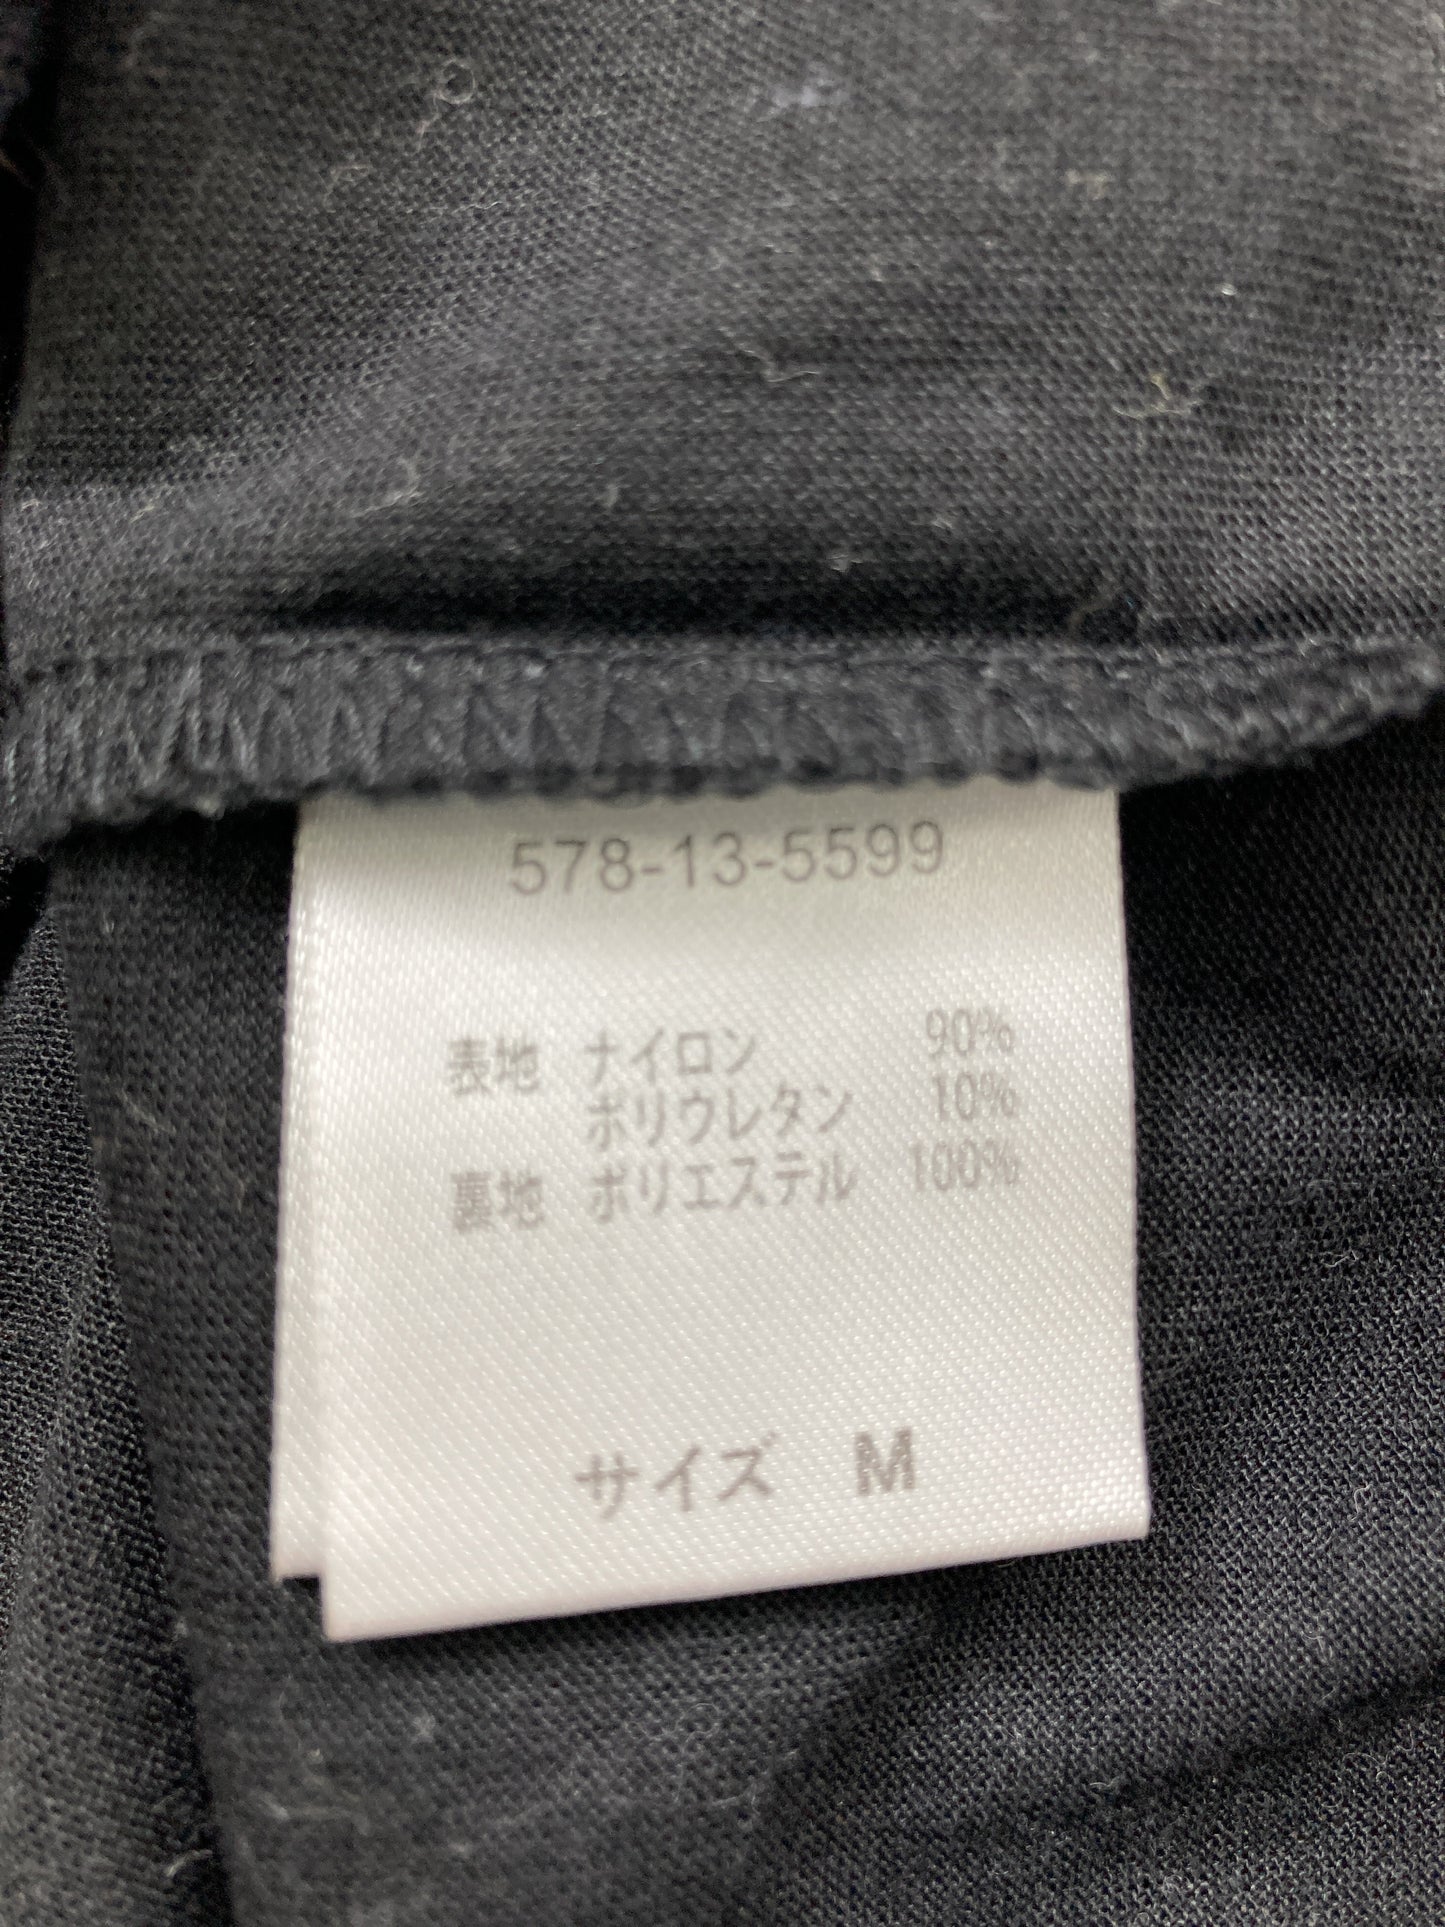 578-13-5599
表地 ナイロン 90%
ポリウレタン 10%
裏地 ポリエステル 100%
サイズ M